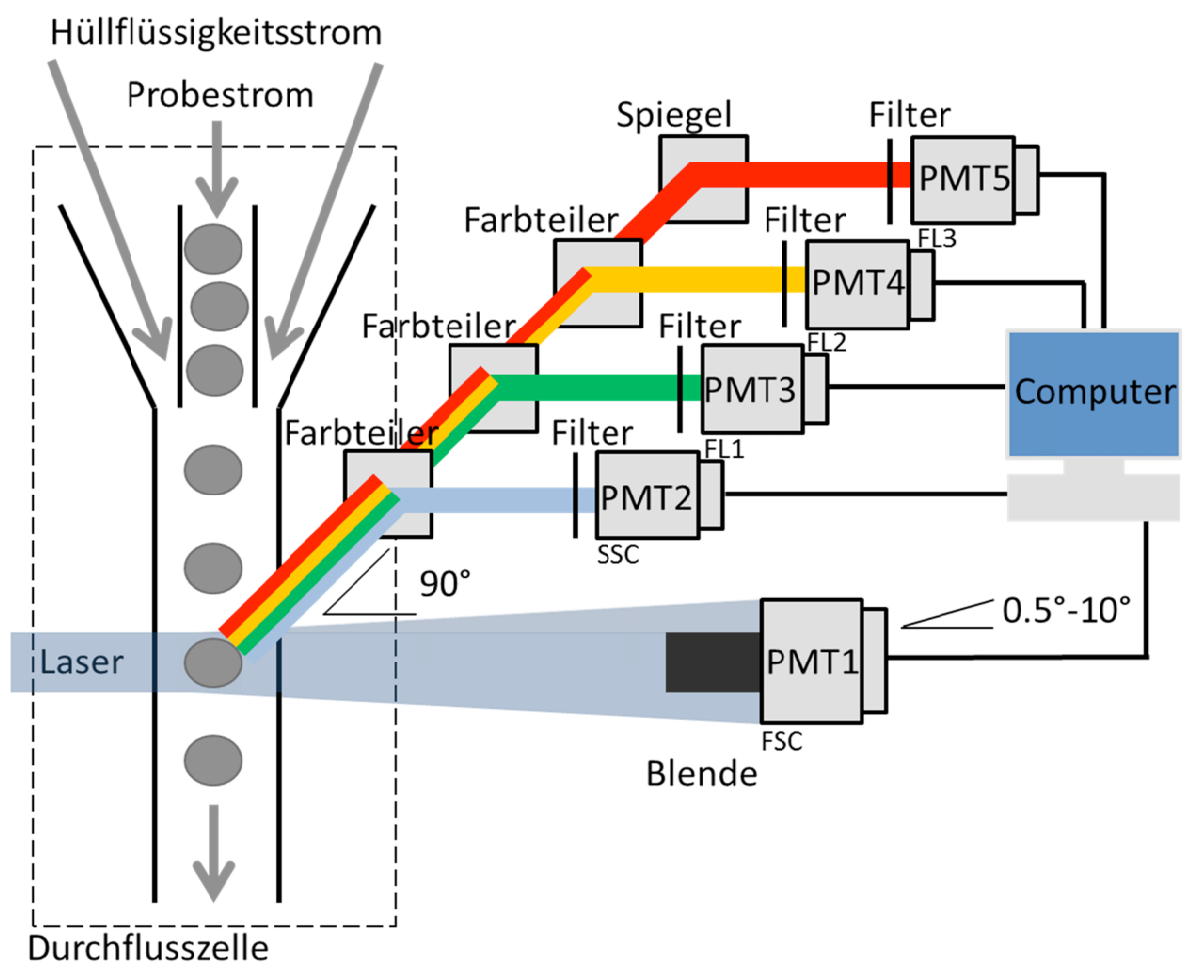 Hüllflüssigkeitsstrom
Probestrom
Spiegel
Filter
PMT5
FL3
Farbteiler
Filter
PMT4
FL2
Farbteiler
Filter
PMT3
FL1
Computer
Farbteiler
Filter
PMT2
SSC
90°
0.5°-10°
Laser
PMT1
FSC
Blende
Durchflusszelle